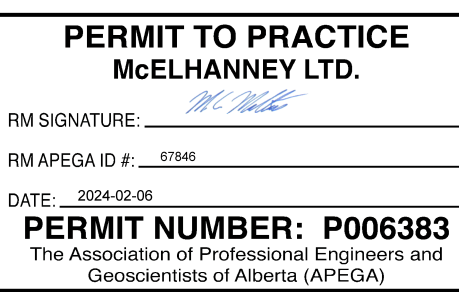 PERMIT TO PRACTICE
McELHANNEY LTD.
RM SIGNATURE:
RM APEGA ID #: 67846
DATE: 2024-02-06
PERMIT NUMBER: P006383
The Association of Professional Engineers and
Geoscientists of Alberta (APEGA)